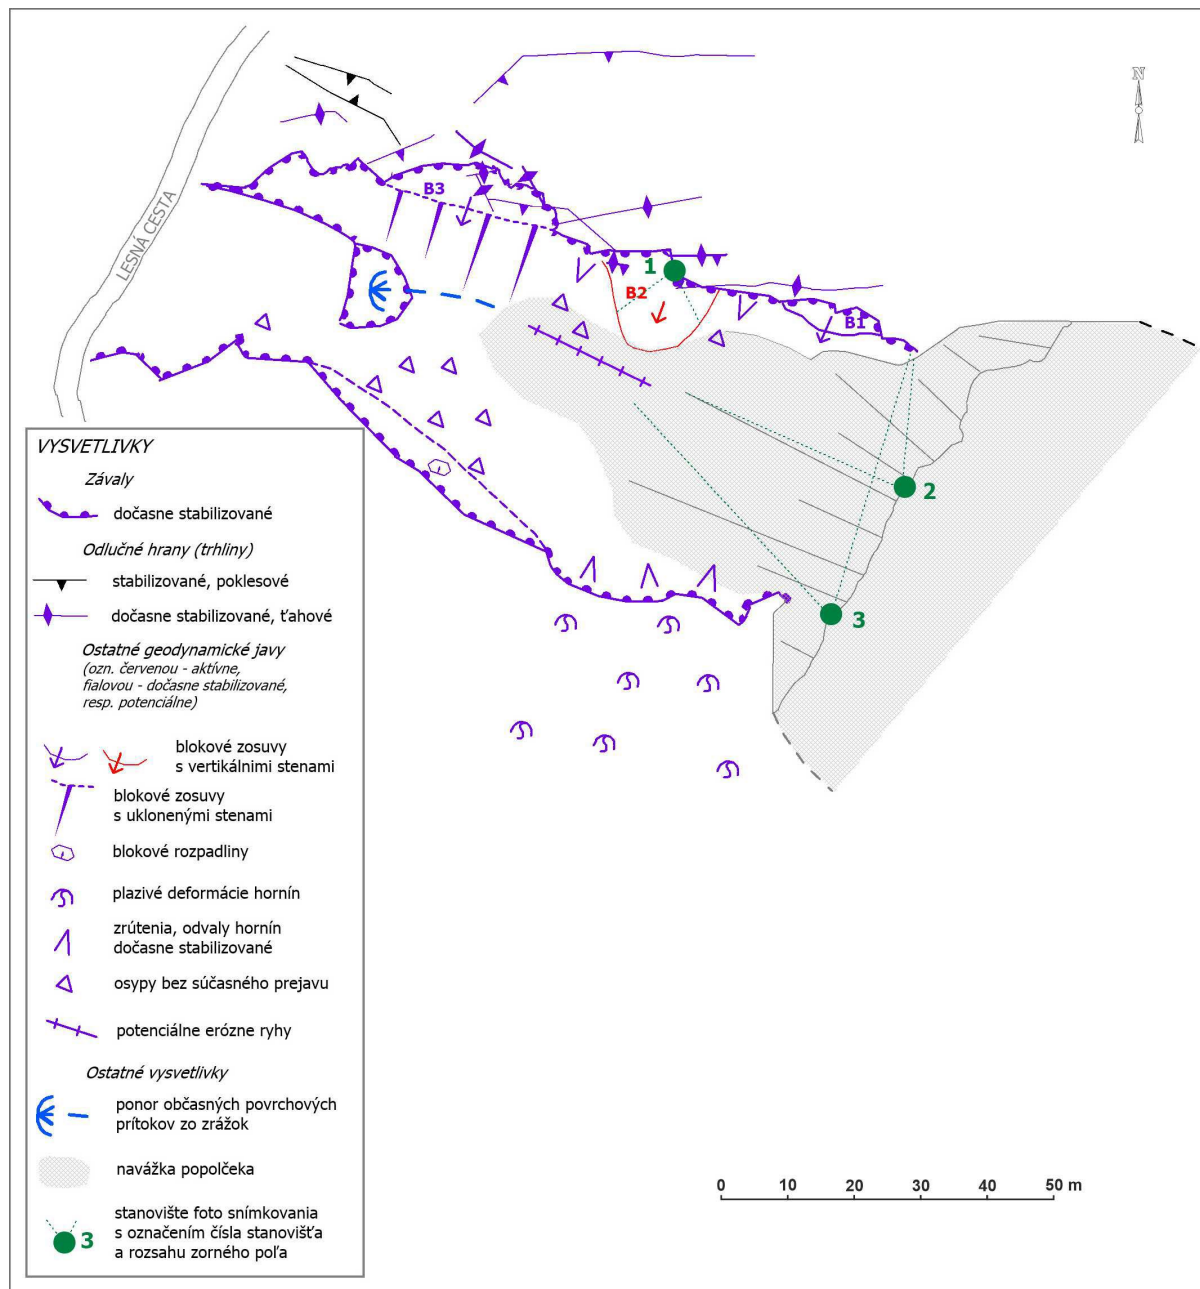 N
LESNÁ CESTA
B3
1
B2
B1
2
3
VYSVETLIVKY
Závaly
dočasne stabilizované
Odlučné hrany (trhliny)
stabilizované, poklesové
dočasne stabilizované, ťahové
Ostatné geodynamické javy
(ozn. červenou - aktívne,
fialovou - dočasne stabilizované,
resp. potenciálne)
blokové zosuvy
s vertikálnimi stenami
blokové zosuvy
s uklonenými stenami
blokové rozpadliny
plazivé deformácie hornín
zrútenia, odvaly hornín
dočasne stabilizované
osypy bez súčasného prejavu
potenciálne erózne ryhy
Ostatné vysvetlivky
ponor občasných povrchových
prítokov zo zrážok
navážka popolčeka
stanovište foto snímkovania
s označením čísla stanovišťa
a rozsahu zorného poľa
3
0 10 20 30 40 50 m